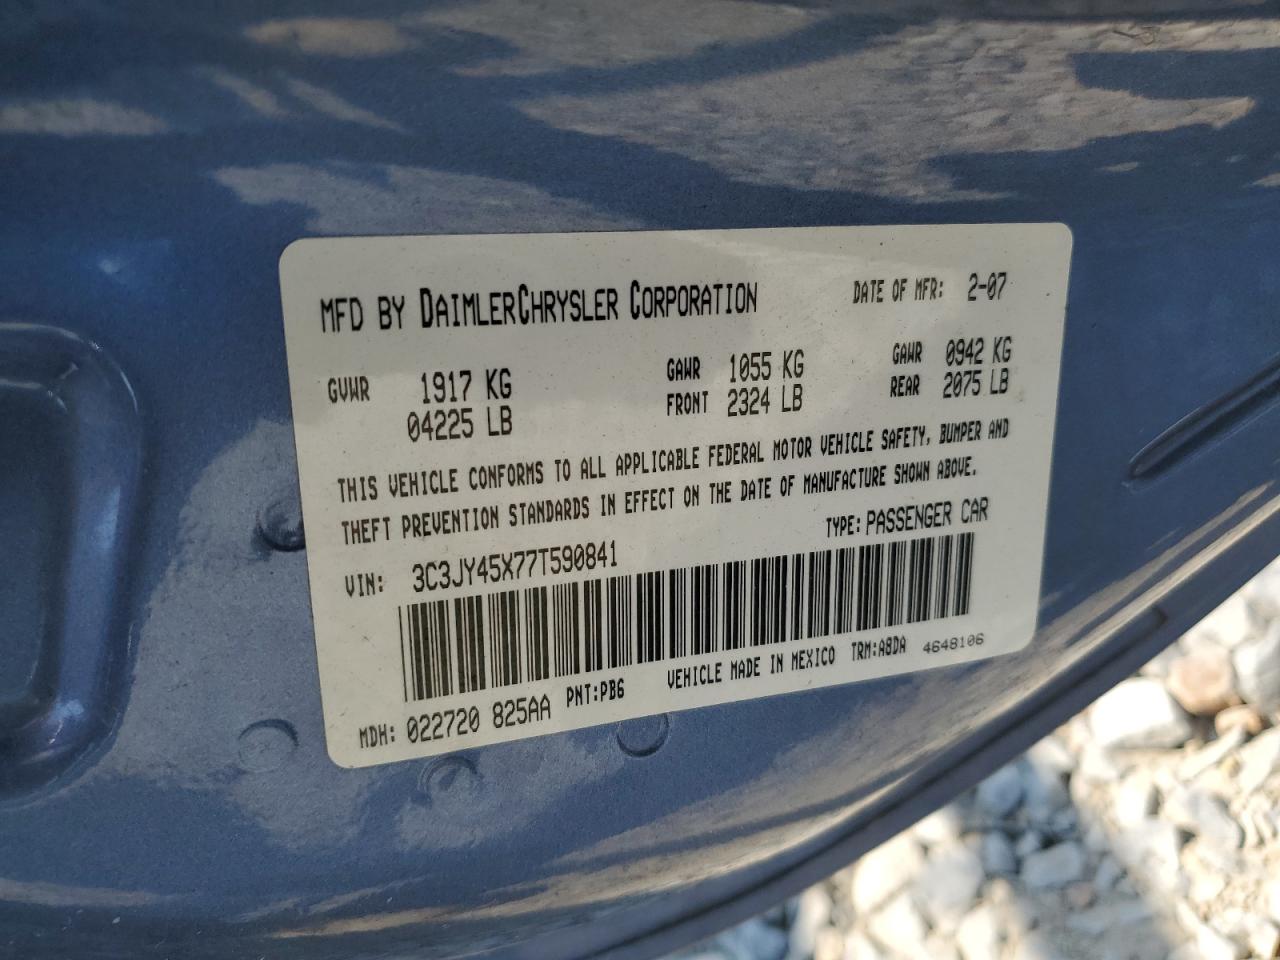 MFD BY DAIMLERCHRYSLER CORPORATION DATE OF MFR: 2-07
GVWR 1917 KG GAWR 1055 KG GAWR 0942 KG
04225 LB FRONT 2324 LB REAR 2075 LB
THIS VEHICLE CONFORMS TO ALL APPLICABLE FEDERAL MOTOR VEHICLE SAFETY, BUMPER AND
THEFT PREVENTION STANDARDS IN EFFECT ON THE DATE OF MANUFACTURE SHOWN ABOVE.
VIN: 3C3JY45X77T590841 TYPE: PASSENGER CAR
MDH: 022720 825AA PNT:PB6 VEHICLE MADE IN MEXICO TRM:A8DA 4648106